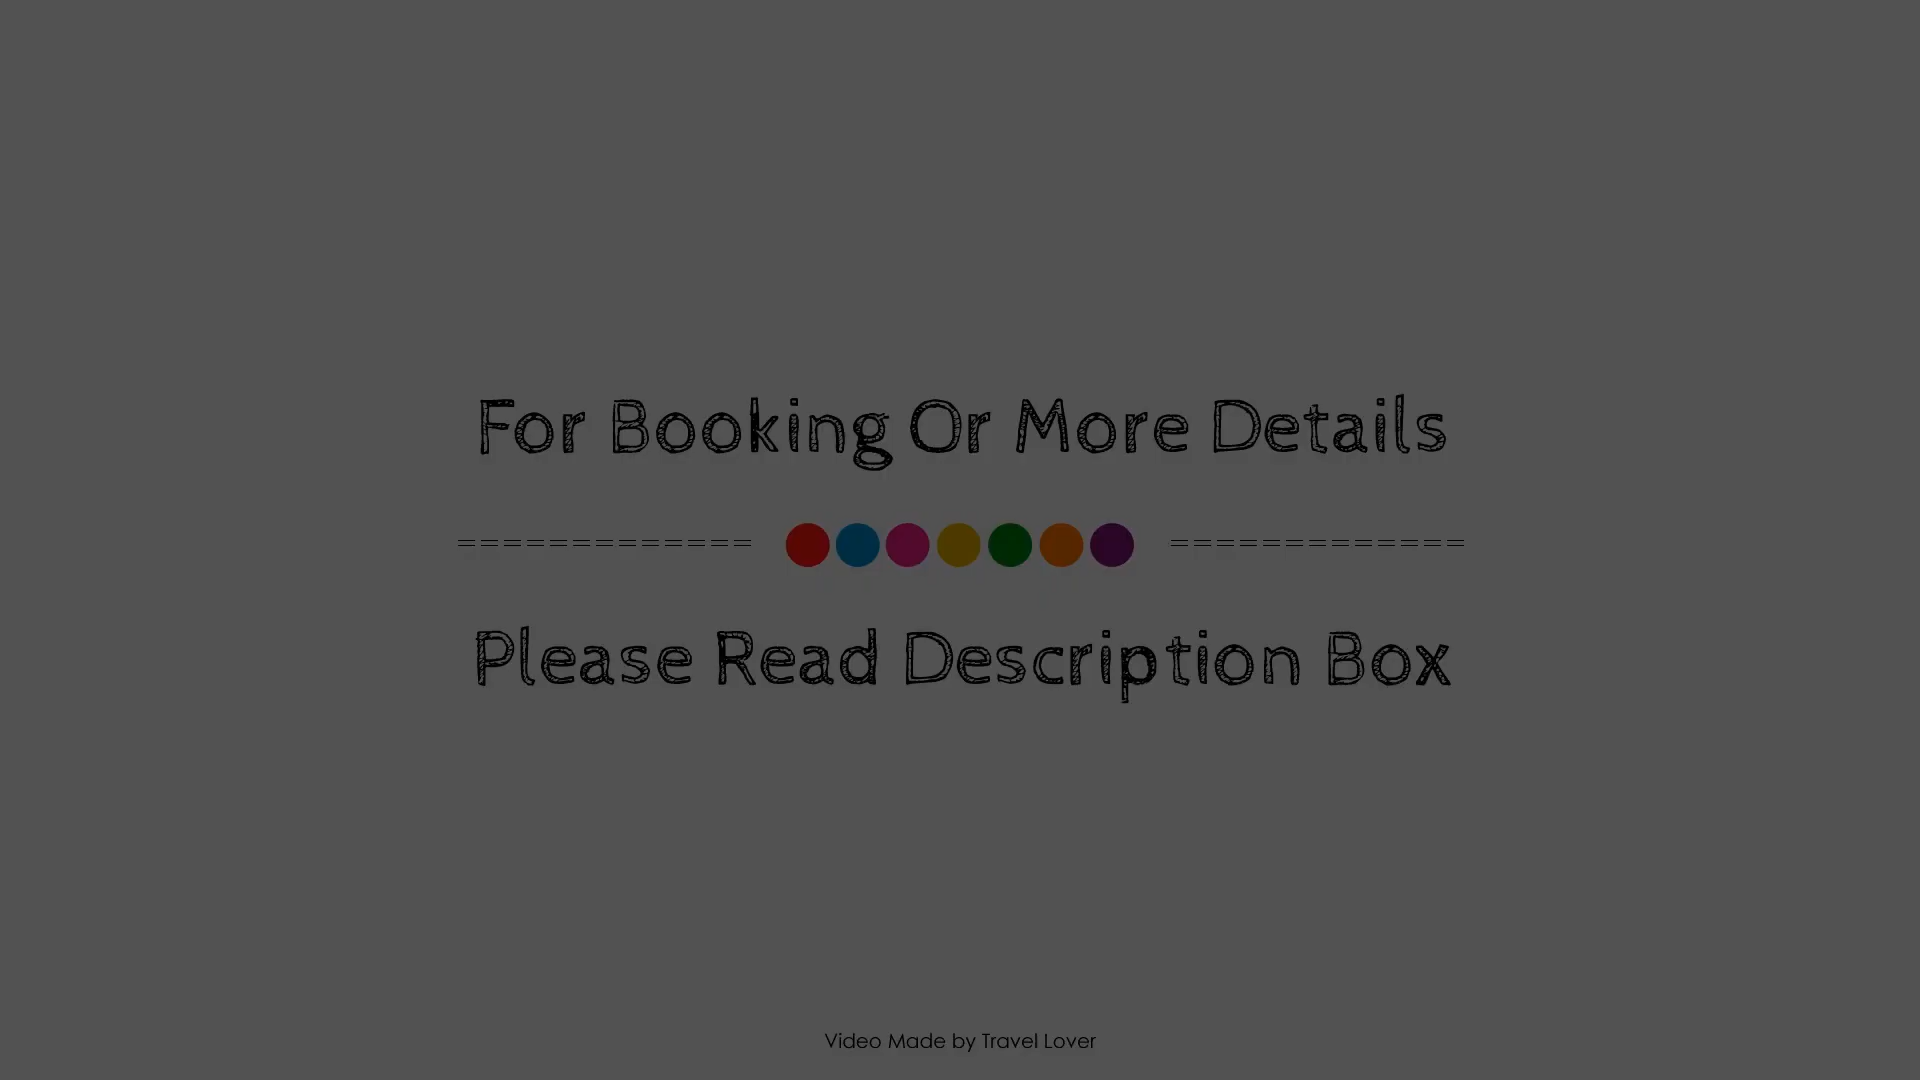 For Booking Or More Details
============= =============
Please Read Description Box
Video Made by Travel Lover